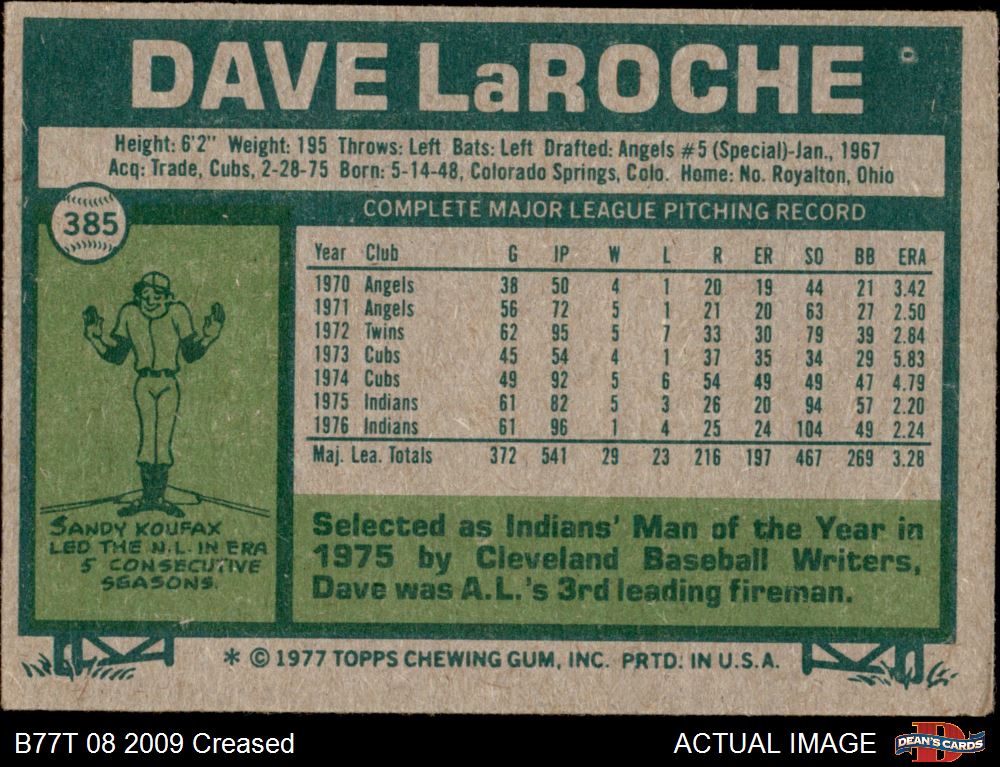 DAVE LaROCHE
Height: 6'2" Weight: 195 Throws: Left Bats: Left Drafted: Angels #5 (Special)-Jan., 1967
Acq: Trade, Cubs, 2-28-75 Born: 5-14-48, Colorado Springs, Colo. Home: No. Royalton, Ohio
385
COMPLETE MAJOR LEAGUE PITCHING RECORD
Year Club G IP W L R ER SO BB ERA
1970 Angels 38 50 4 1 20 19 44 21 3.42
1971 Angels 56 72 5 1 21 20 63 27 2.50
1972 Twins 62 95 5 7 33 30 79 39 2.84
1973 Cubs 45 54 4 1 37 35 34 29 5.83
1974 Cubs 49 92 5 6 54 49 49 47 4.79
1975 Indians 61 82 5 3 26 20 94 57 2.20
1976 Indians 61 96 1 4 25 24 104 49 2.24
Maj. Lea. Totals 372 541 29 23 216 197 467 269 3.28
SANDY KOUFAX
LED THE N.L. IN ERA
5 CONSECUTIVE
SEASONS.
Selected as Indians' Man of the Year in
1975 by Cleveland Baseball Writers,
Dave was A.L.'s 3rd leading fireman.
* © 1977 TOPPS CHEWING GUM, INC. PRTD. IN U.S.A.
B77T 08 2009 Creased
ACTUAL IMAGE
DEAN'S CARDS